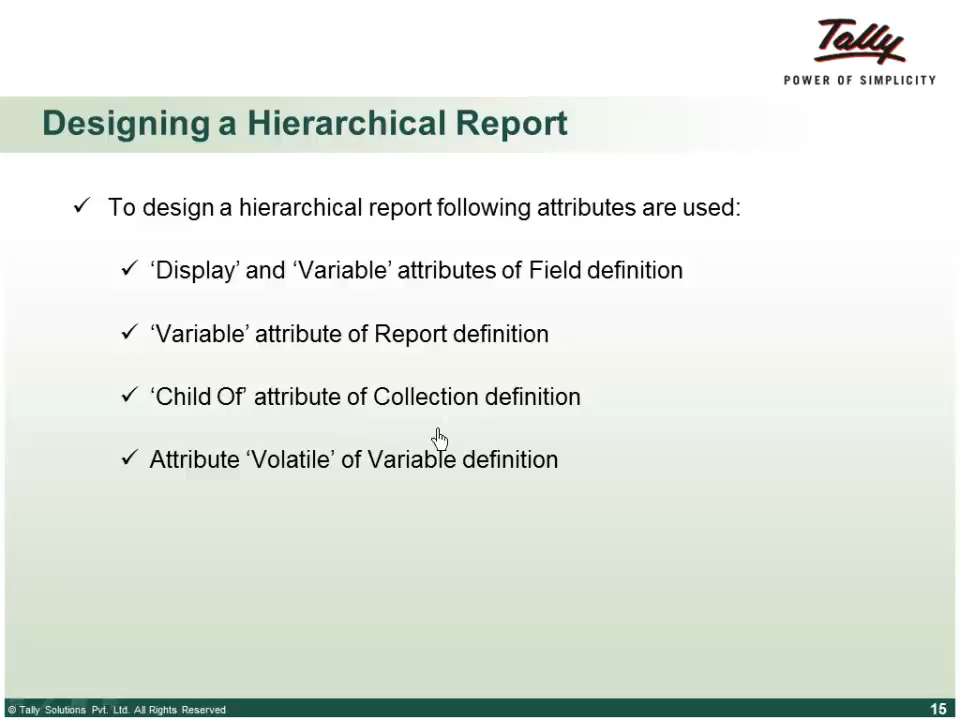 Tally
POWER OF SIMPLICITY
Designing a Hierarchical Report
To design a hierarchical report following attributes are used:
‘Display’ and ‘Variable’ attributes of Field definition
‘Variable’ attribute of Report definition
‘Child Of’ attribute of Collection definition
Attribute ‘Volatile’ of Variable definition
© Tally Solutions Pvt. Ltd. All Rights Reserved
15